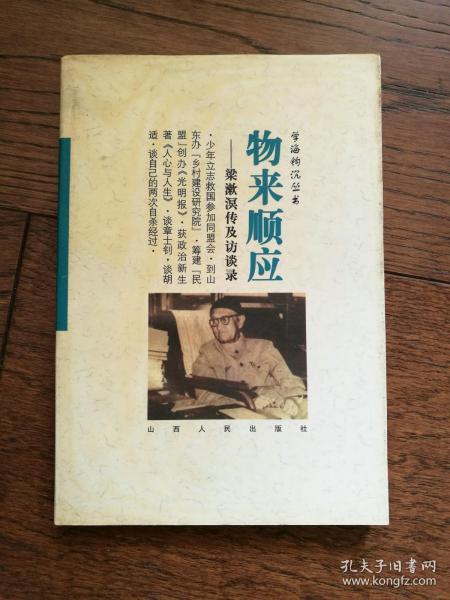 学海钩沉丛书
物来顺应
——梁漱溟传及访谈录
·少年立志救国参加同盟会·到山
东办「乡村建设研究院」·筹建「民
盟」创办《光明报》·获政治新生
著《人心与人生》·谈章士钊·谈胡
适·谈自己的两次自杀经过·
山西人民出版社
孔夫子旧书网
www.kongfz.com